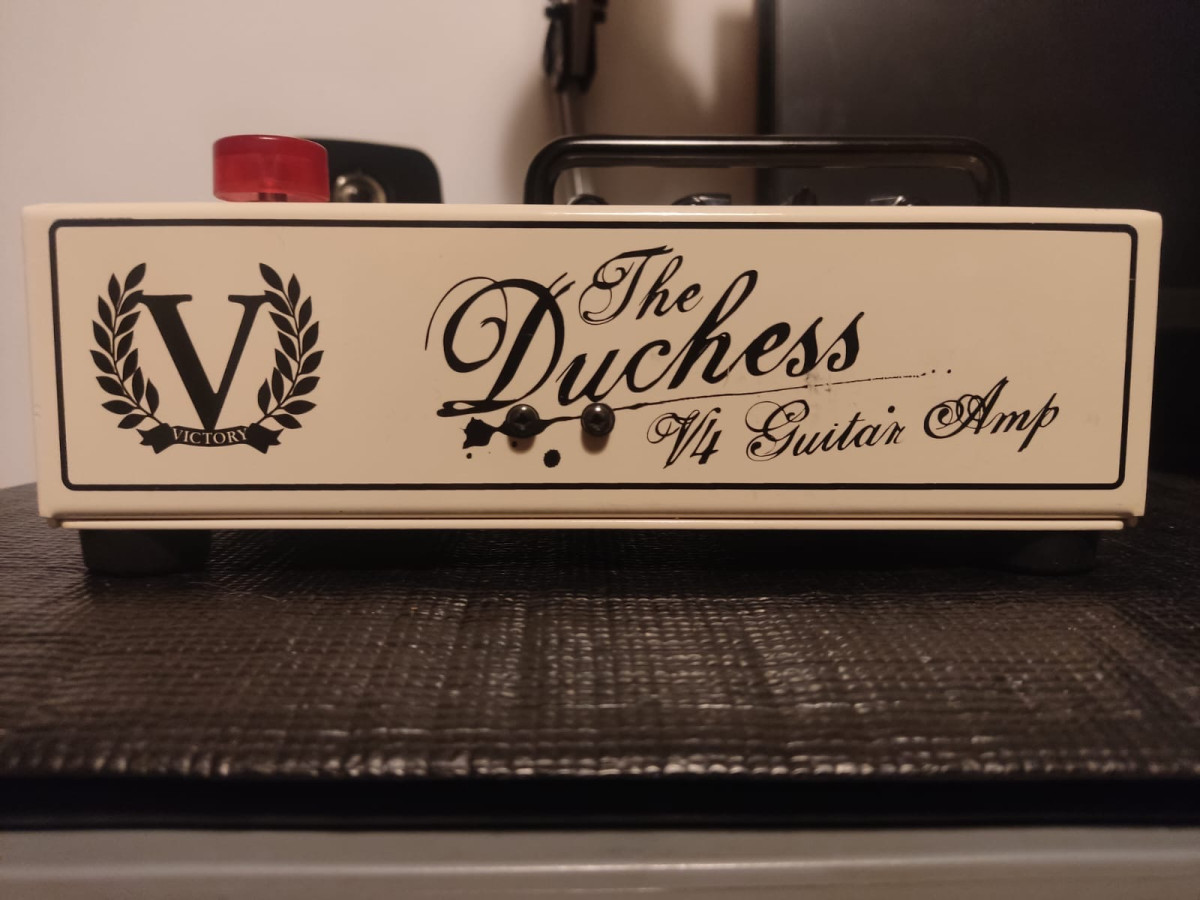 V
VICTORY
The
Duchess
V4 Guitar Amp